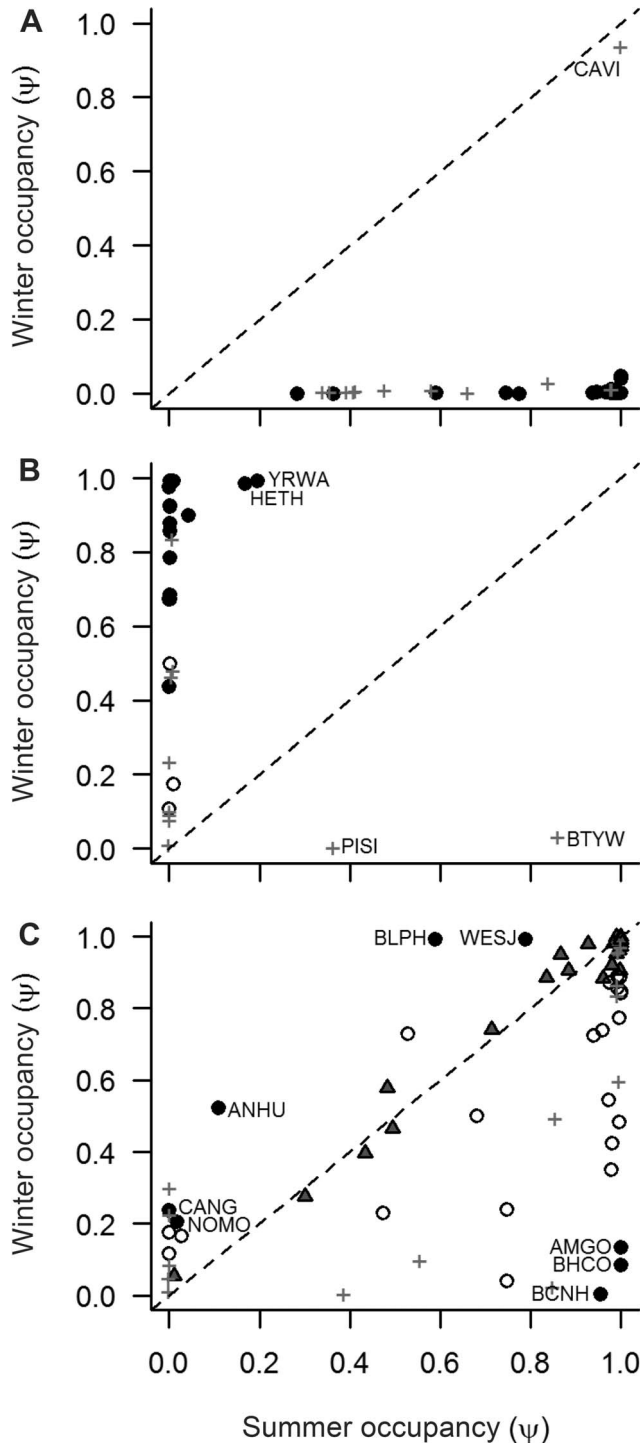 A
1.0
0.8
0.6
0.4
0.2
0.0
Winter occupancy (ψ)
CAVI
B
1.0
0.8
0.6
0.4
0.2
0.0
Winter occupancy (ψ)
YRWA
HETH
PISI
BTYW
C
1.0
0.8
0.6
0.4
0.2
0.0
Winter occupancy (ψ)
BLPH
WESJ
ANHU
CANG
NOMO
AMGO
BHCO
BCNH
0.0 0.2 0.4 0.6 0.8 1.0
Summer occupancy (ψ)